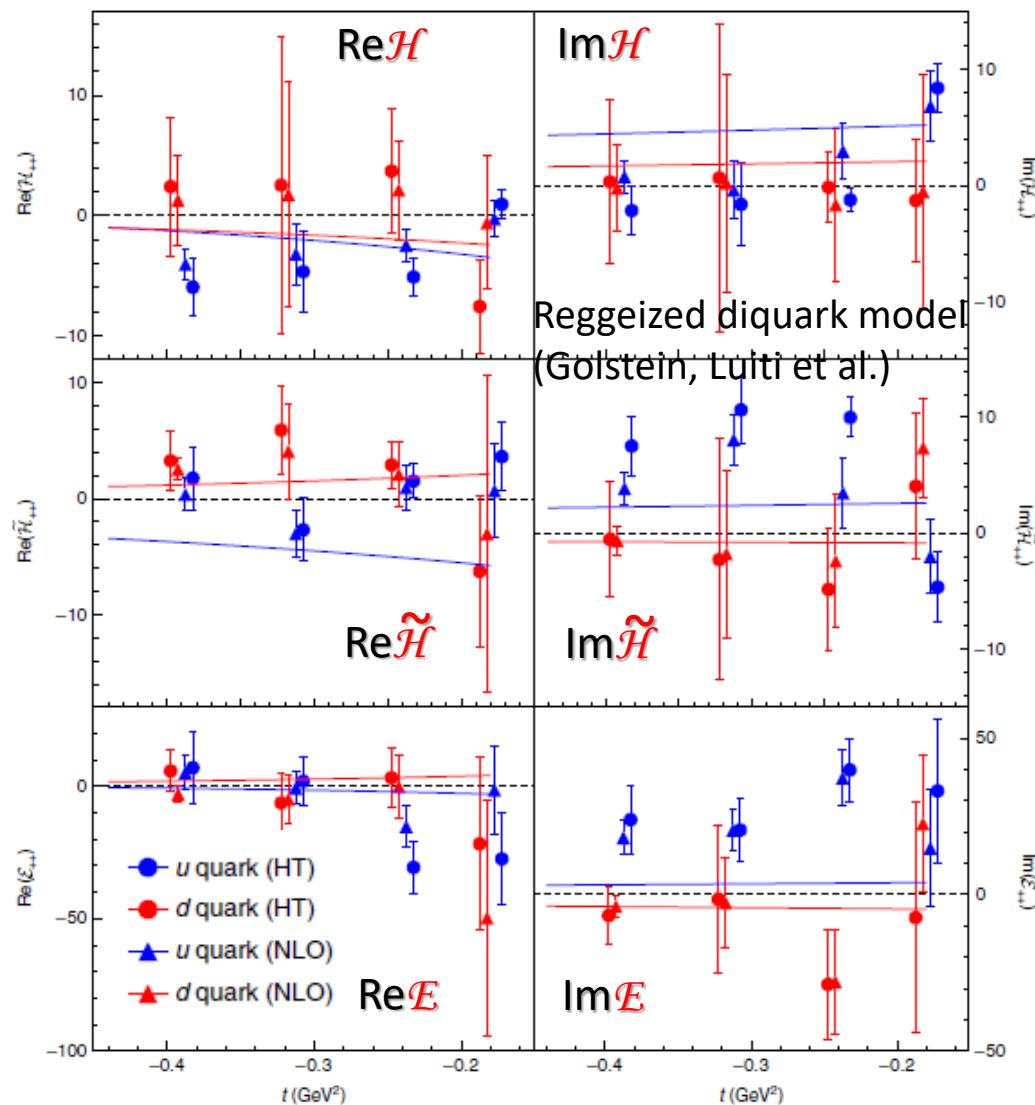 Reℋ
Imℋ
Re(ℋ₊₊)
10
0
−10
Im(ℋ₊₊)
10
0
−10
Reggeized diquark model
(Golstein, Luiti et al.)
Re(ℋ̃₊₊)
10
0
−10
Im(ℋ̃₊₊)
10
0
−10
Reℋ̃
Imℋ̃
Re(ℰ₊₊)
0
−50
−100
Im(ℰ₊₊)
50
0
−50
u quark (HT)
d quark (HT)
u quark (NLO)
d quark (NLO)
Reℰ
Imℰ
−0.4
−0.3
−0.2
−0.4
−0.3
−0.2
t (GeV²)
t (GeV²)